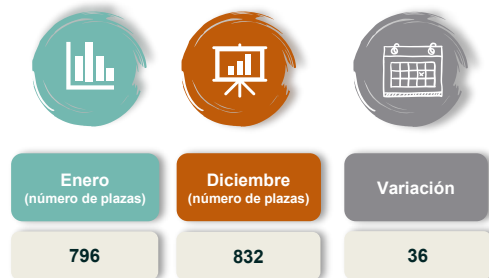 Enero
(número de plazas)
Diciembre
(número de plazas)
Variación
796
832
36